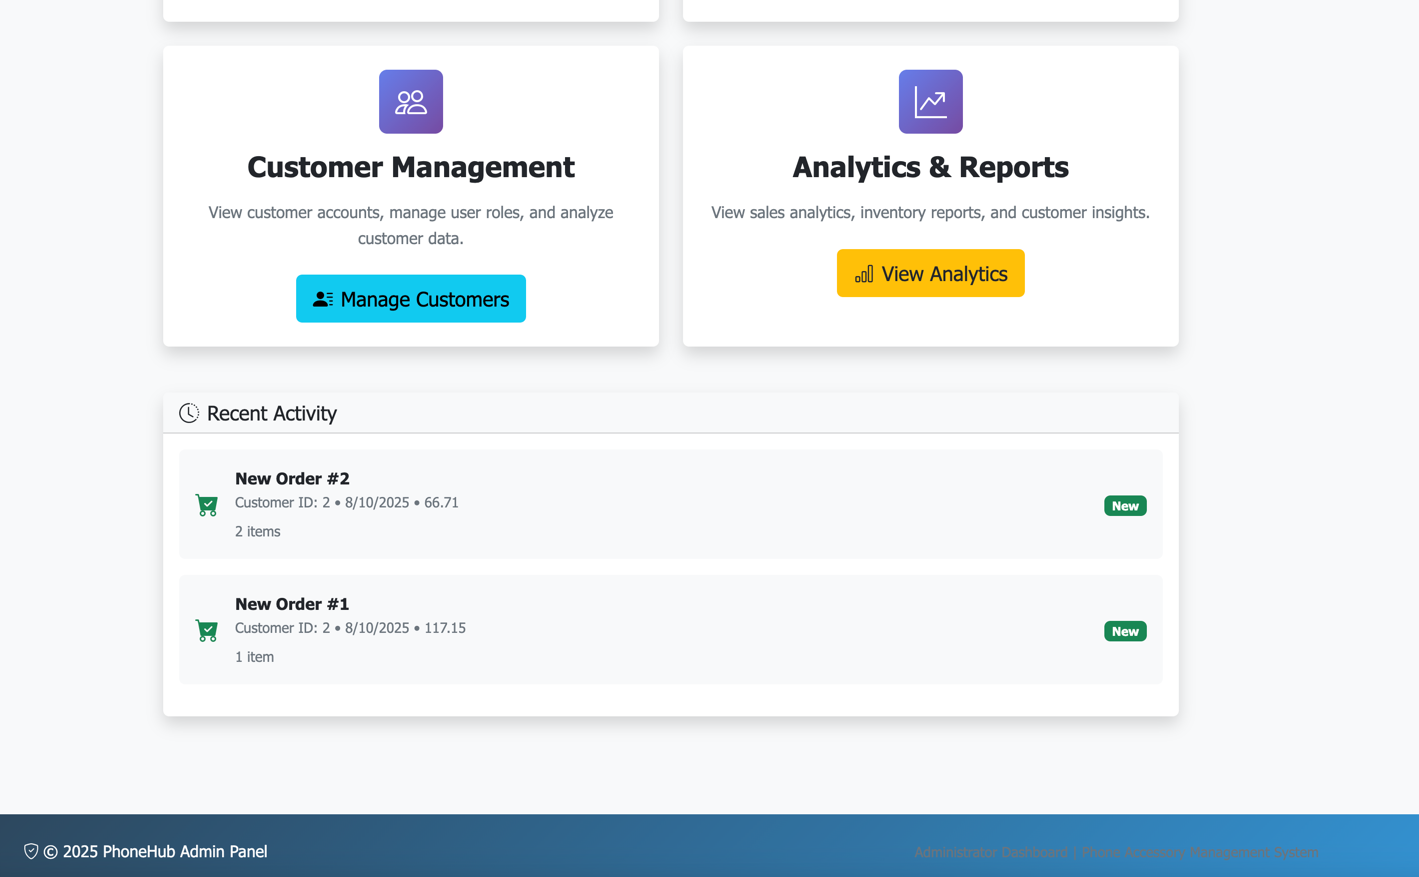 Customer Management
View customer accounts, manage user roles, and analyze
customer data.
Manage Customers
Analytics & Reports
View sales analytics, inventory reports, and customer insights.
View Analytics
Recent Activity
New Order #2
Customer ID: 2 • 8/10/2025 • 66.71
2 items
New
New Order #1
Customer ID: 2 • 8/10/2025 • 117.15
1 item
New
© 2025 PhoneHub Admin Panel
Administrator Dashboard | Phone Accessory Management System